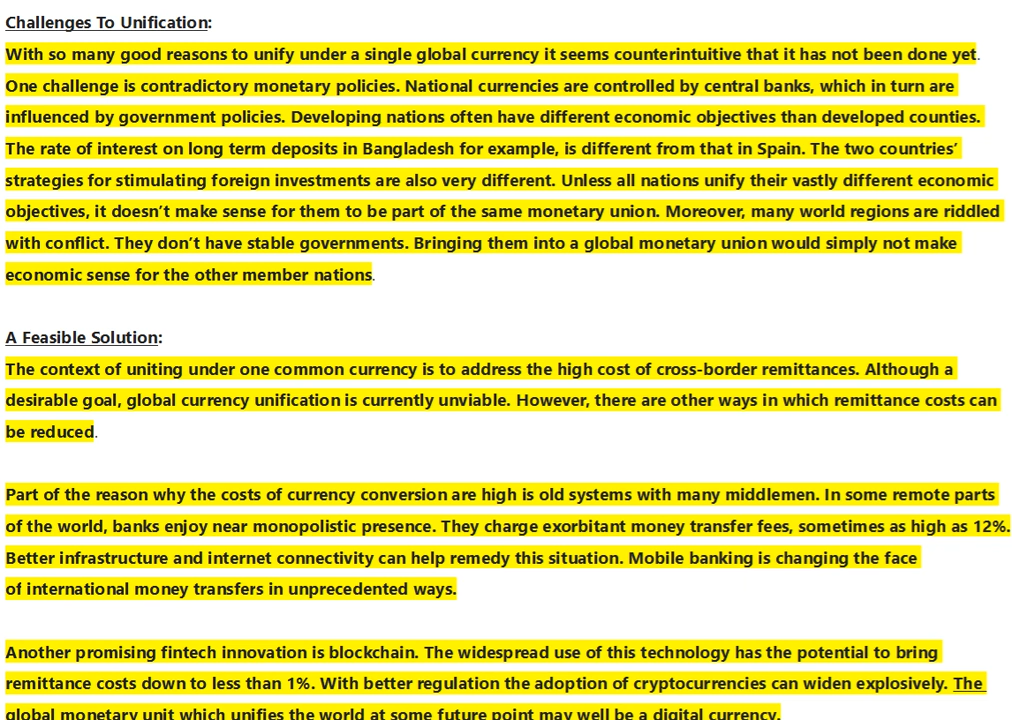 Challenges To Unification:
With so many good reasons to unify under a single global currency it seems counterintuitive that it has not been done yet.
One challenge is contradictory monetary policies. National currencies are controlled by central banks, which in turn are
influenced by government policies. Developing nations often have different economic objectives than developed counties.
The rate of interest on long term deposits in Bangladesh for example, is different from that in Spain. The two countries’
strategies for stimulating foreign investments are also very different. Unless all nations unify their vastly different economic
objectives, it doesn’t make sense for them to be part of the same monetary union. Moreover, many world regions are riddled
with conflict. They don’t have stable governments. Bringing them into a global monetary union would simply not make
economic sense for the other member nations.
A Feasible Solution:
The context of uniting under one common currency is to address the high cost of cross-border remittances. Although a
desirable goal, global currency unification is currently unviable. However, there are other ways in which remittance costs can
be reduced.
Part of the reason why the costs of currency conversion are high is old systems with many middlemen. In some remote parts
of the world, banks enjoy near monopolistic presence. They charge exorbitant money transfer fees, sometimes as high as 12%.
Better infrastructure and internet connectivity can help remedy this situation. Mobile banking is changing the face
of international money transfers in unprecedented ways.
Another promising fintech innovation is blockchain. The widespread use of this technology has the potential to bring
remittance costs down to less than 1%. With better regulation the adoption of cryptocurrencies can widen explosively. The
global monetary unit which unifies the world at some future point may well be a digital currency.